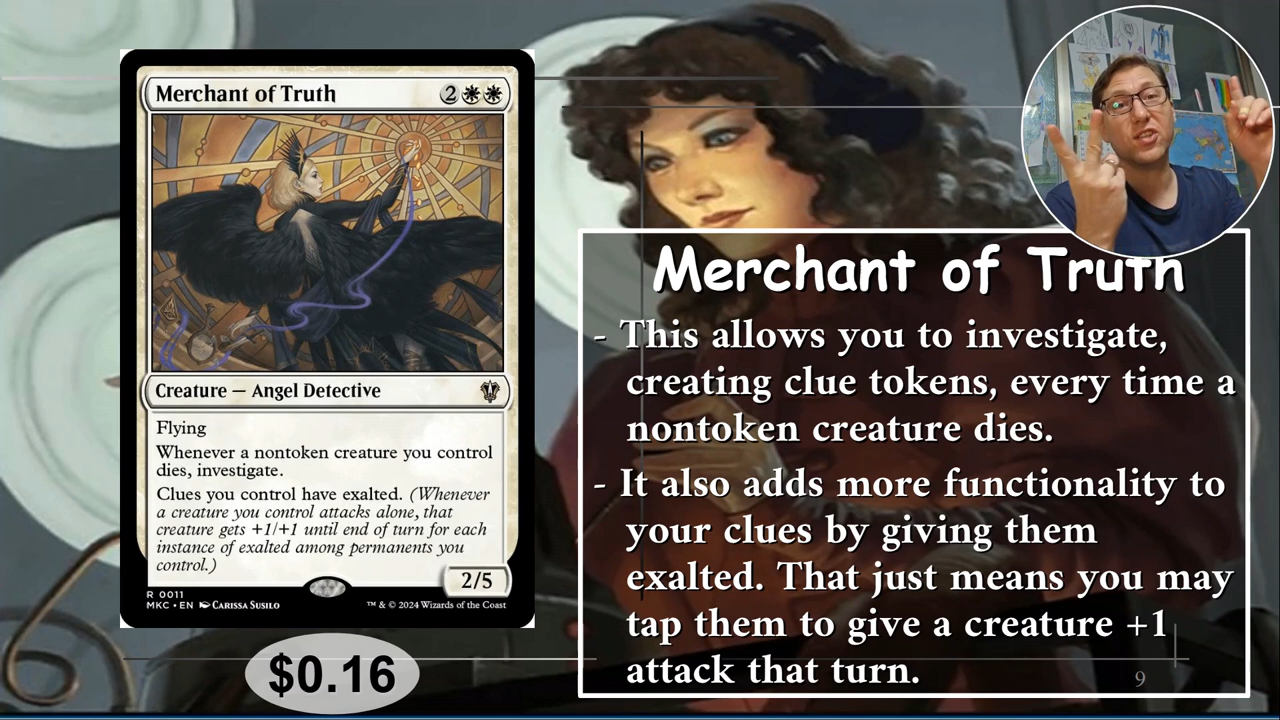 Merchant of Truth 2
Creature — Angel Detective
Flying
Whenever a nontoken creature you control
dies, investigate.
Clues you control have exalted. (Whenever
a creature you control attacks alone, that
creature gets +1/+1 until end of turn for each
instance of exalted among permanents you
control.)
2/5
R 0011
MKC • EN Carissa Susilo
™ & © 2024 Wizards of the Coast
$0.16
Merchant of Truth
- This allows you to investigate,
creating clue tokens, every time a
nontoken creature dies.
- It also adds more functionality to
your clues by giving them
exalted. That just means you may
tap them to give a creature +1
attack that turn.
9